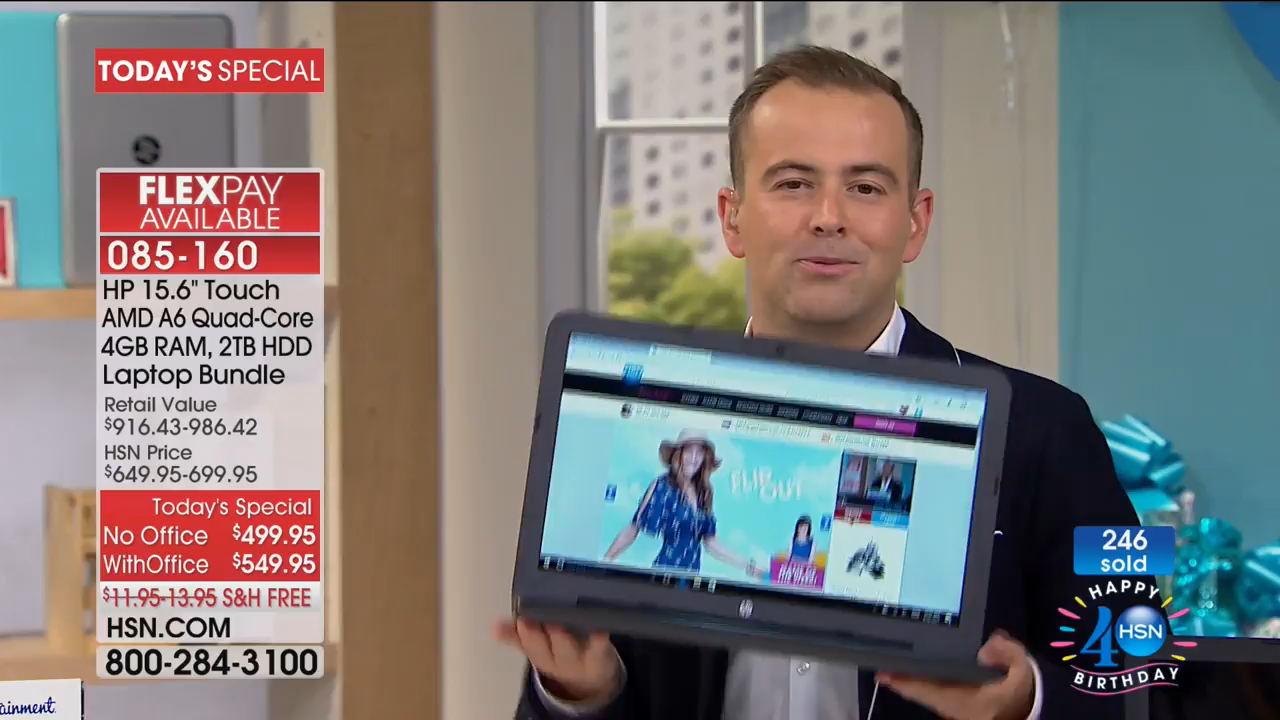 TODAY'S SPECIAL
FLEXPAY
AVAILABLE
085-160
HP 15.6" Touch
AMD A6 Quad-Core
4GB RAM, 2TB HDD
Laptop Bundle
Retail Value
$916.43-986.42
HSN Price
$649.95-699.95
Today's Special
No Office $499.95
WithOffice $549.95
$11.95-13.95 S&H FREE
HSN.COM
800-284-3100
ainment
FLIP OUT
hp
246
sold
HAPPY
40
HSN
BIRTHDAY